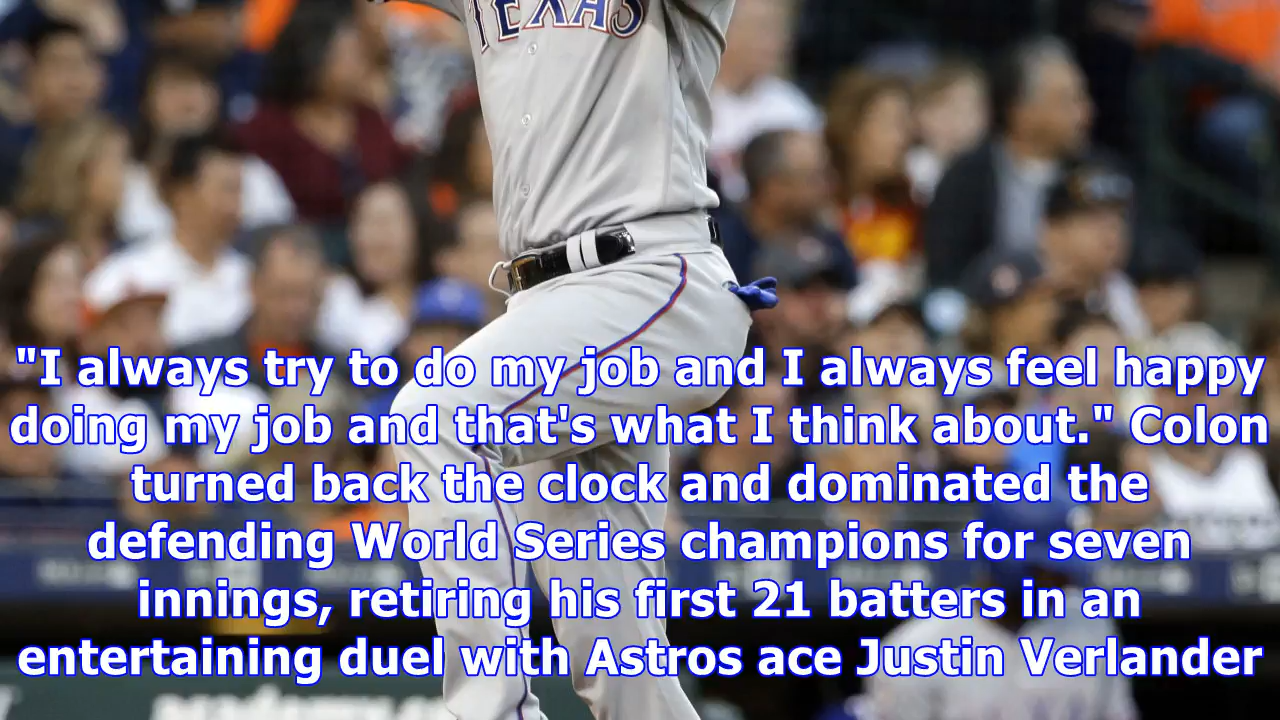 TEXAS
"I always try to do my job and I always feel happy
doing my job and that's what I think about." Colon
turned back the clock and dominated the
defending World Series champions for seven
innings, retiring his first 21 batters in an
entertaining duel with Astros ace Justin Verlander